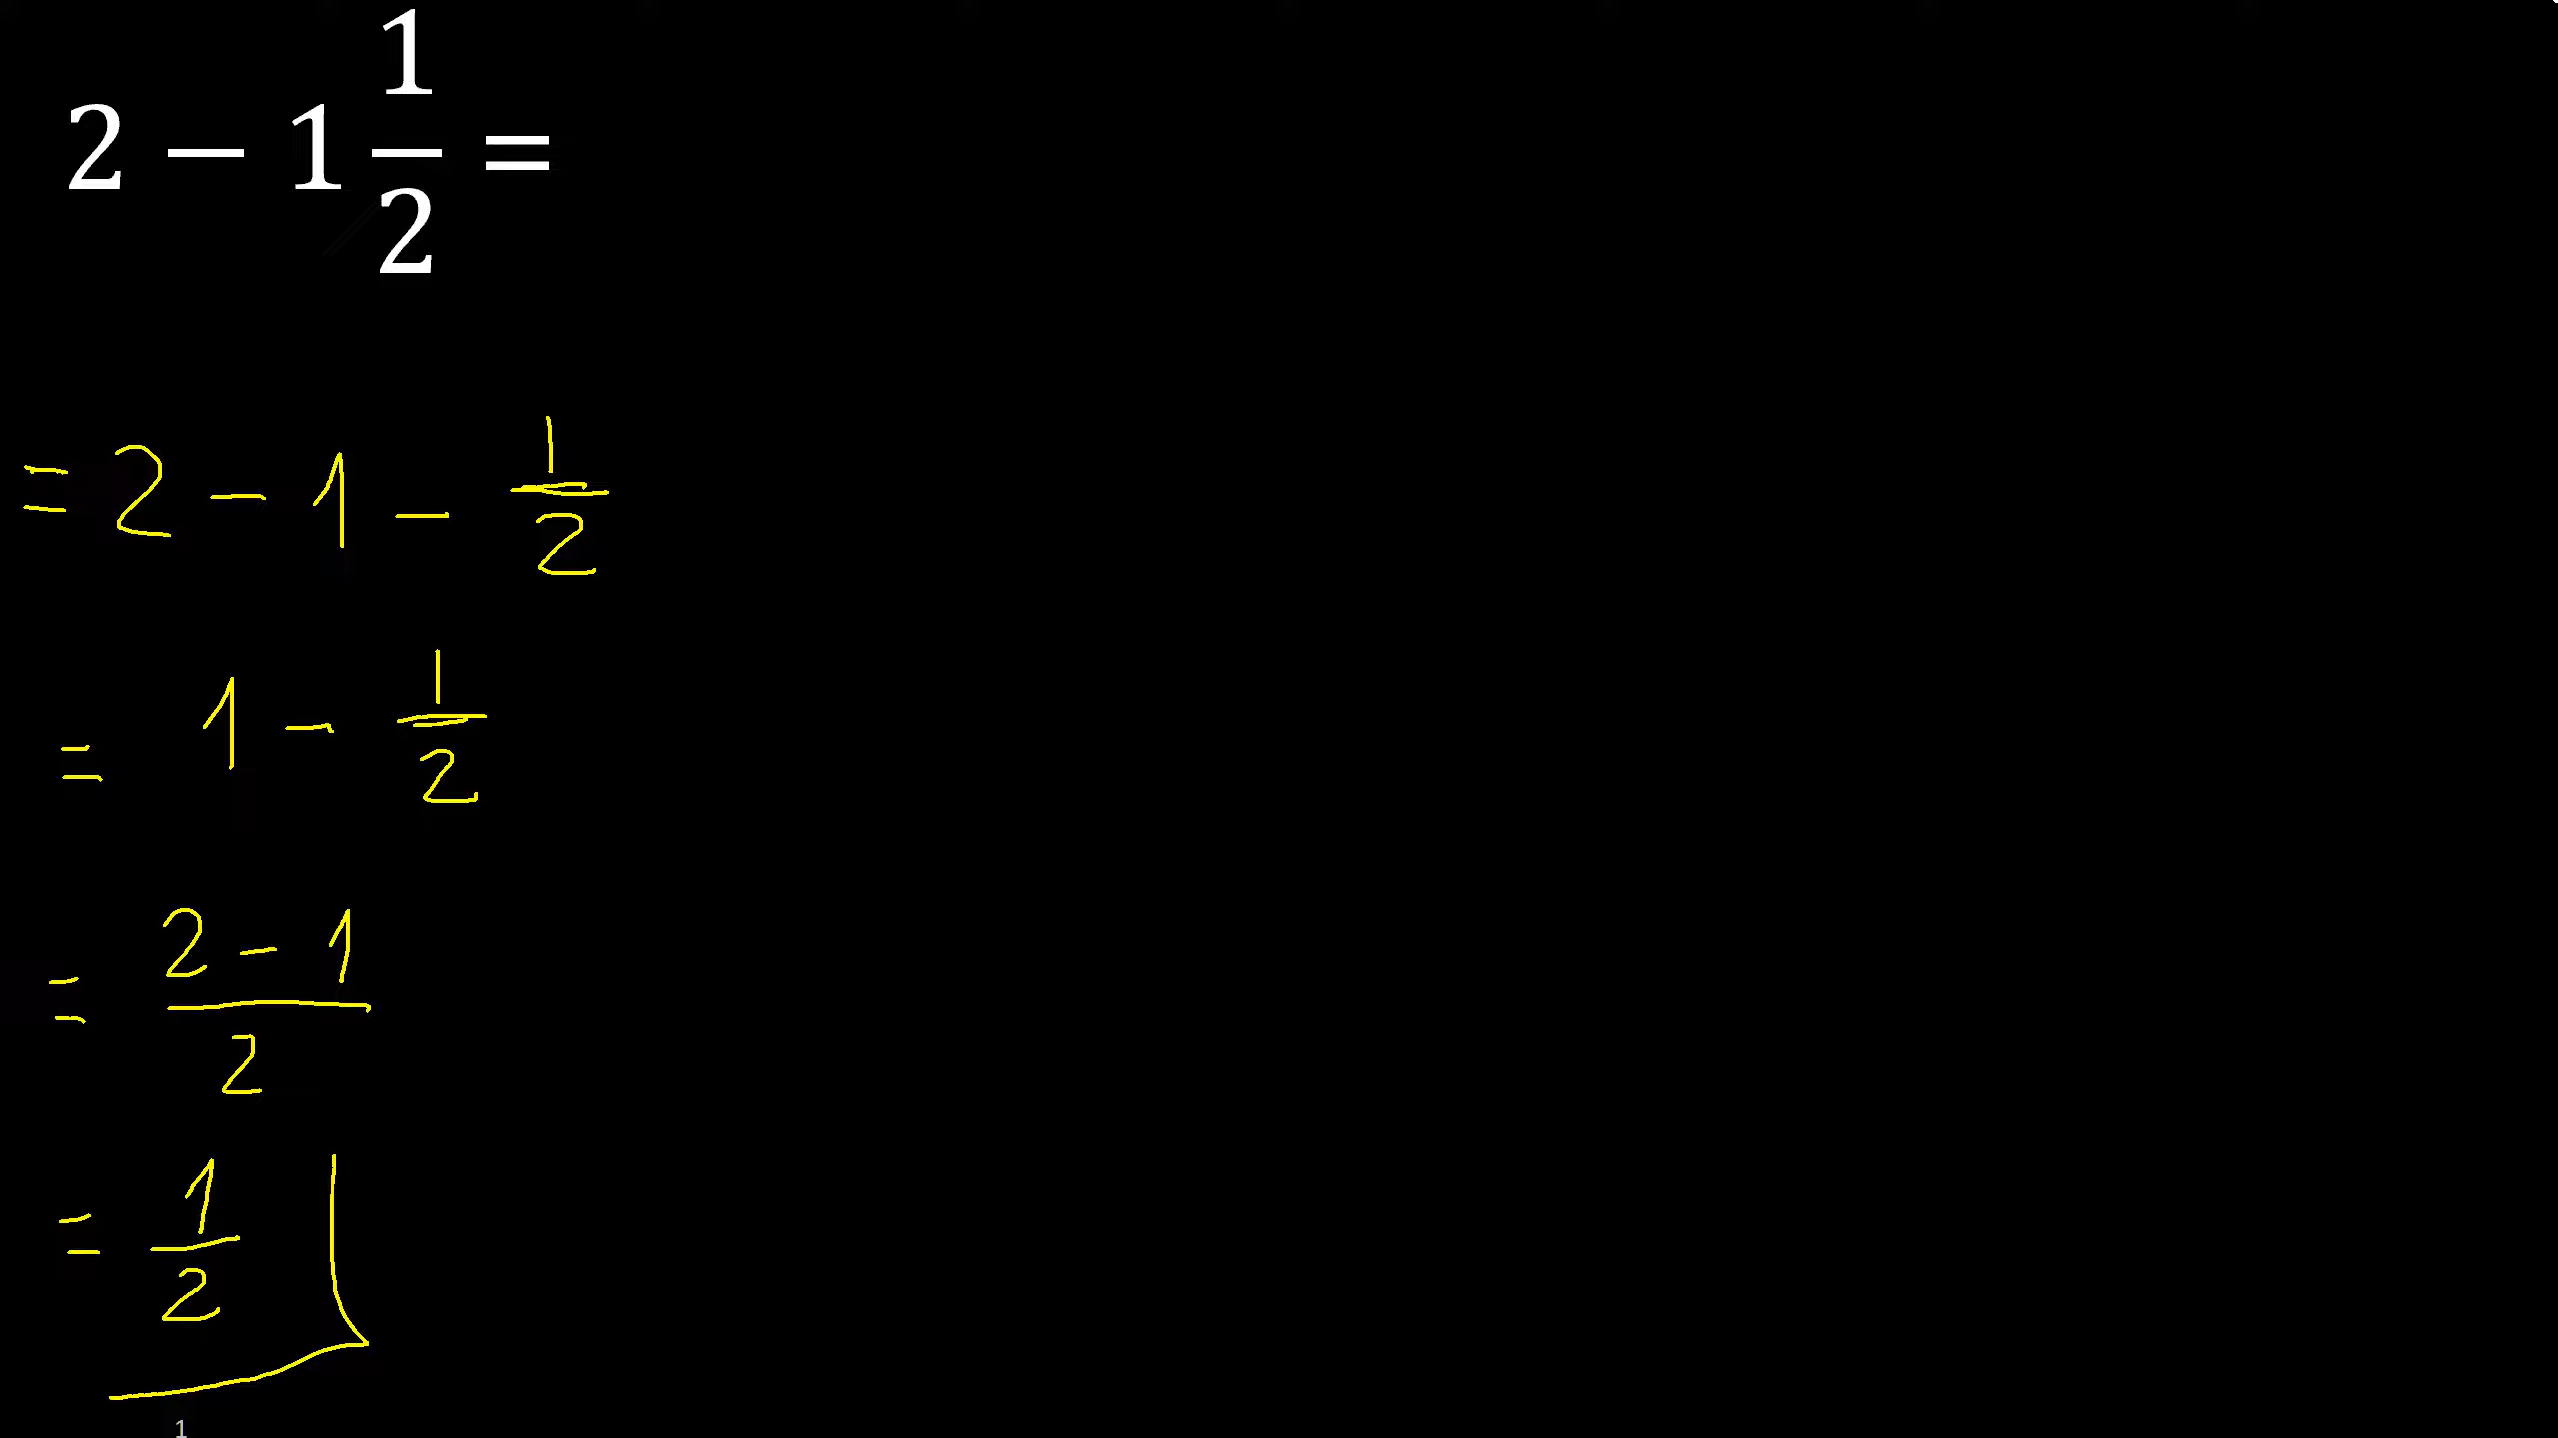 2 − 1 1/2 =
= 2 - 1 - 1/2
= 1 - 1/2
= (2 - 1)/2
= 1/2
1